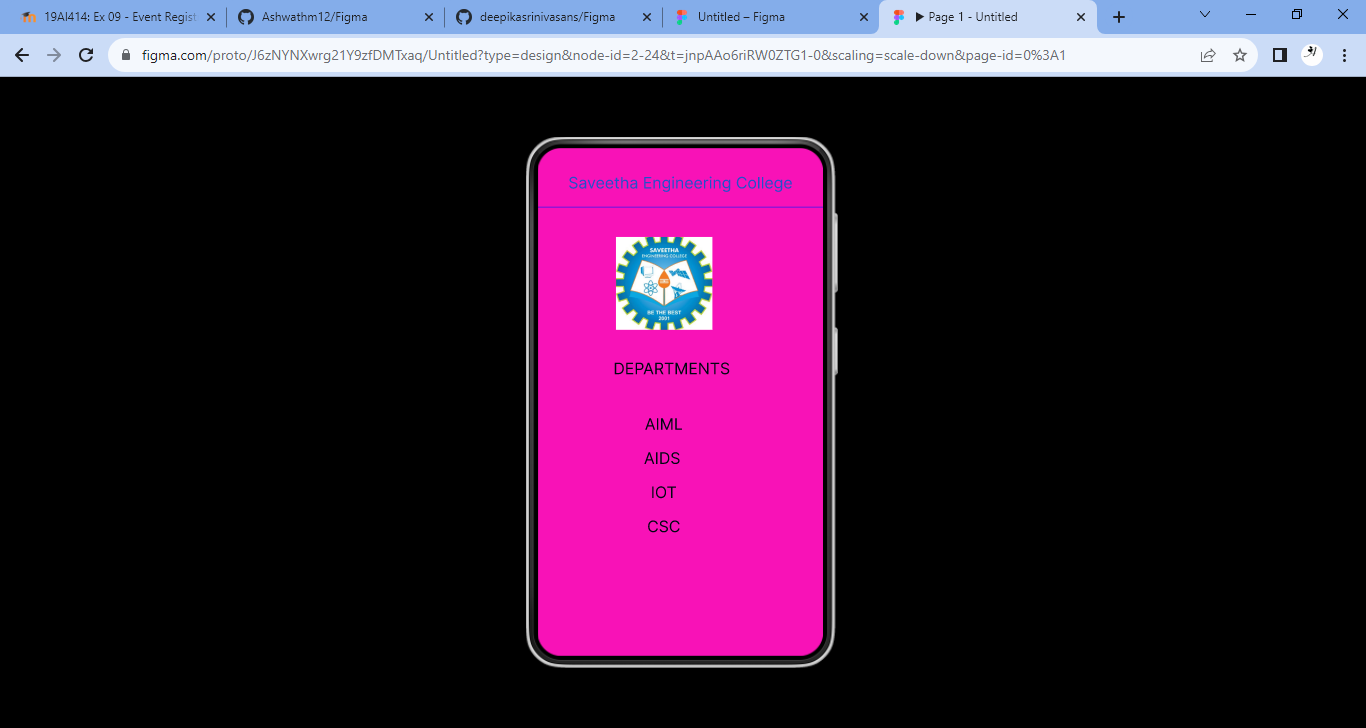 19AI414: Ex 09 - Event Regist
Ashwathm12/Figma
deepikasrinivasans/Figma
Untitled – Figma
▶ Page 1 - Untitled
figma.com/proto/J6zNYNXwrg21Y9zfDMTxaq/Untitled?type=design&node-id=2-24&t=jnpAAo6riRW0ZTG1-0&scaling=scale-down&page-id=0%3A1
Saveetha Engineering College
SAVEETHA
ENGINEERING COLLEGE
BE THE BEST
2001
DEPARTMENTS
AIML
AIDS
IOT
CSC